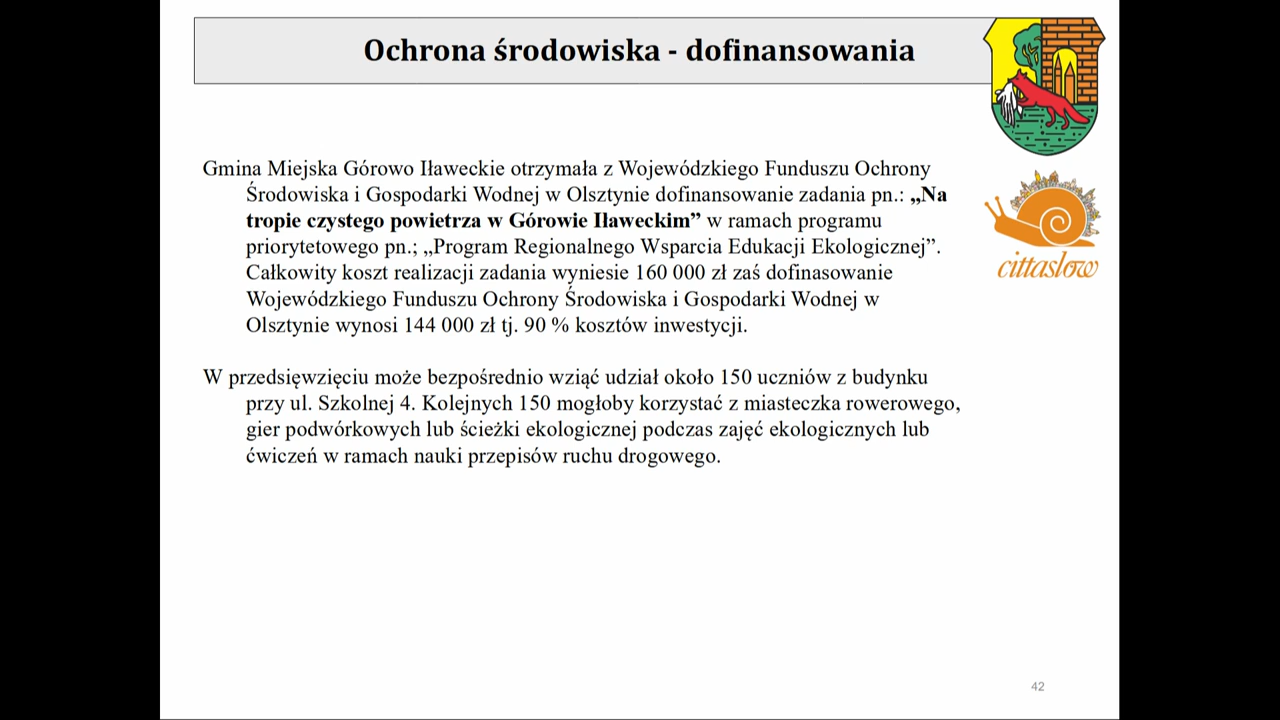 Ochrona środowiska - dofinansowania
Gmina Miejska Górowo Iławeckie otrzymała z Wojewódzkiego Funduszu Ochrony
Środowiska i Gospodarki Wodnej w Olsztynie dofinansowanie zadania pn.: „Na
tropie czystego powietrza w Górowie Iławeckim” w ramach programu
priorytetowego pn.; „Program Regionalnego Wsparcia Edukacji Ekologicznej”.
Całkowity koszt realizacji zadania wyniesie 160 000 zł zaś dofinasowanie
Wojewódzkiego Funduszu Ochrony Środowiska i Gospodarki Wodnej w
Olsztynie wynosi 144 000 zł tj. 90 % kosztów inwestycji.
W przedsięwzięciu może bezpośrednio wziąć udział około 150 uczniów z budynku
przy ul. Szkolnej 4. Kolejnych 150 mogłoby korzystać z miasteczka rowerowego,
gier podwórkowych lub ścieżki ekologicznej podczas zajęć ekologicznych lub
ćwiczeń w ramach nauki przepisów ruchu drogowego.
cittaslow
42